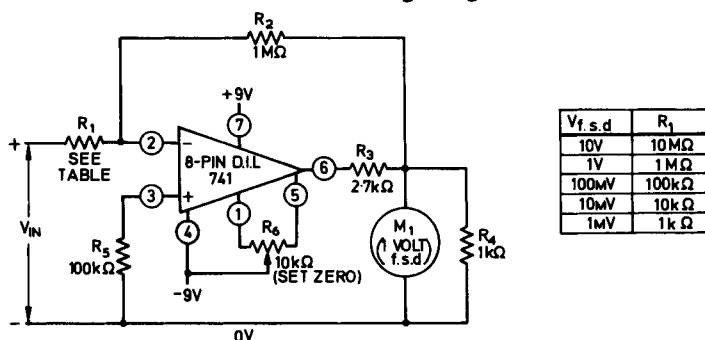 R2
1MΩ
+9V
7
+
R1
SEE
TABLE
2
-
8-PIN D.I.L
741
6
R3
2·7kΩ
3
+
1
5
VIN
R5
100kΩ
4
R6
10kΩ
(SET ZERO)
-9V
M1
(1 VOLT
f.s.d)
R4
1kΩ
-
0V
Vf.s.d R1
10V 10MΩ
1V 1MΩ
100MV 100kΩ
10MV 10kΩ
1MV 1kΩ